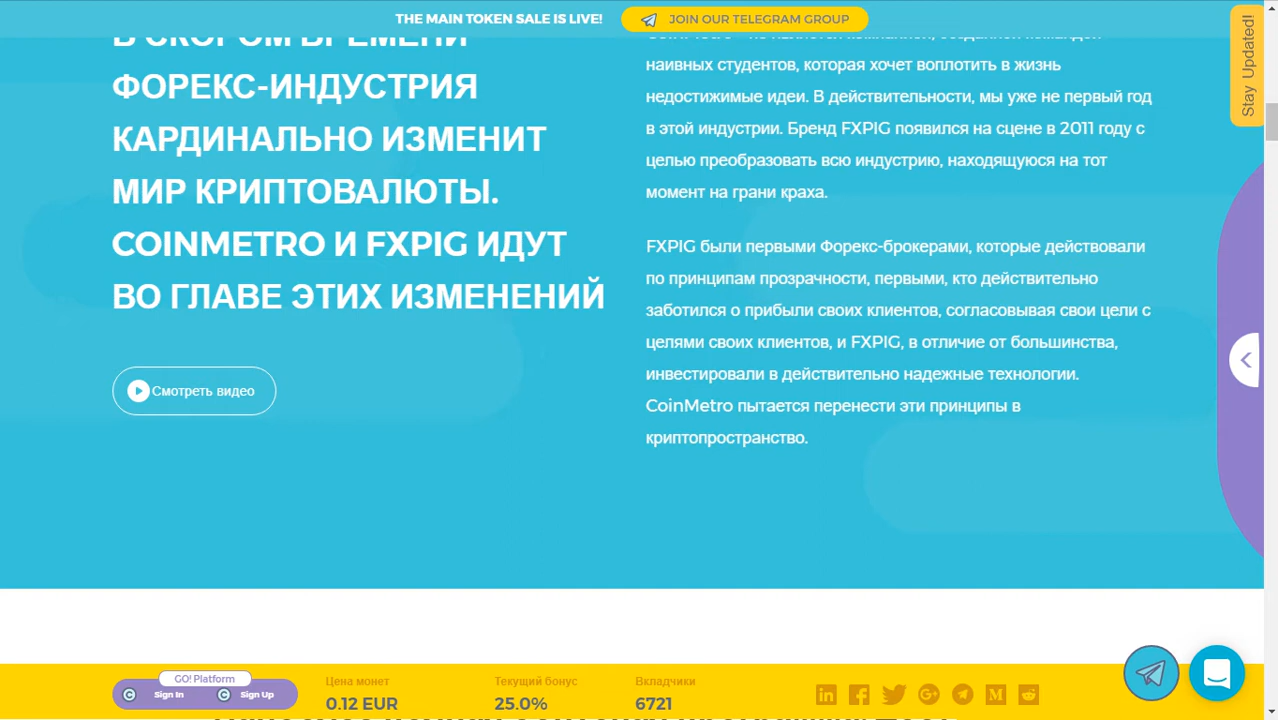 THE MAIN TOKEN SALE IS LIVE!
JOIN OUR TELEGRAM GROUP
Stay Updated!
В СКОРОМ ВРЕМЕНИ
ФОРЕКС-ИНДУСТРИЯ
КАРДИНАЛЬНО ИЗМЕНИТ
МИР КРИПТОВАЛЮТЫ.
COINMETRO И FXPIG ИДУТ
ВО ГЛАВЕ ЭТИХ ИЗМЕНЕНИЙ
Смотреть видео
наивных студентов, которая хочет воплотить в жизнь
недостижимые идеи. В действительности, мы уже не первый год
в этой индустрии. Бренд FXPIG появился на сцене в 2011 году с
целью преобразовать всю индустрию, находящуюся на тот
момент на грани краха.
FXPIG были первыми Форекс-брокерами, которые действовали
по принципам прозрачности, первыми, кто действительно
заботился о прибыли своих клиентов, согласовывая свои цели с
целями своих клиентов, и FXPIG, в отличие от большинства,
инвестировали в действительно надежные технологии.
CoinMetro пытается перенести эти принципы в
криптопространство.
GO! Platform
Sign In
Sign Up
Цена монет
0.12 EUR
Текущий бонус
25.0%
Вкладчики
6721